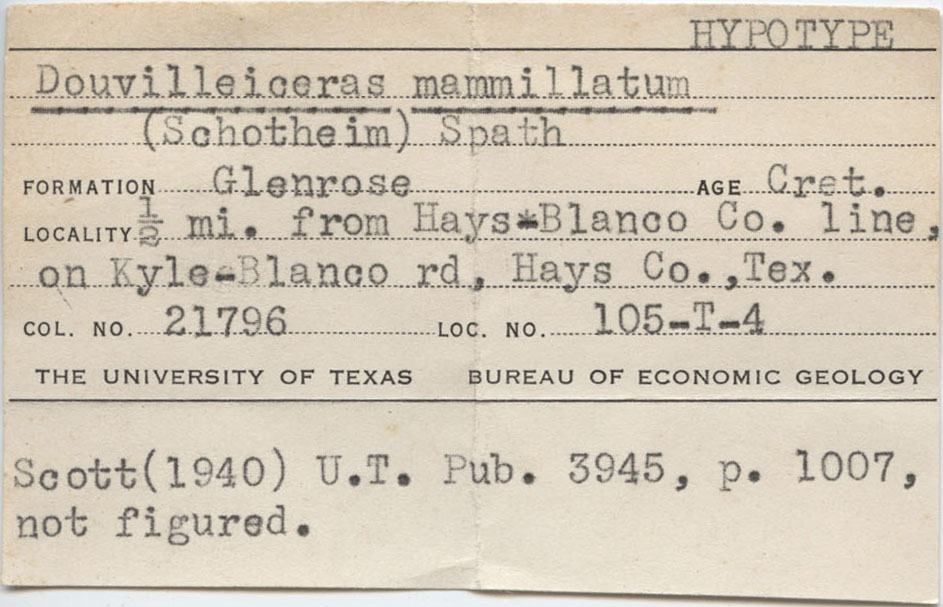 HYPOTYPE
Douvilleiceras mammillatum
(Schotheim) Spath
FORMATION Glenrose AGE Cret.
LOCALITY 1/2 mi. from Hays*Blanco Co. line,
on Kyle-Blanco rd, Hays Co.,Tex.
COL. NO. 21796 LOC. NO. 105-T-4
THE UNIVERSITY OF TEXAS BUREAU OF ECONOMIC GEOLOGY
Scott(1940) U.T. Pub. 3945, p. 1007,
not figured.